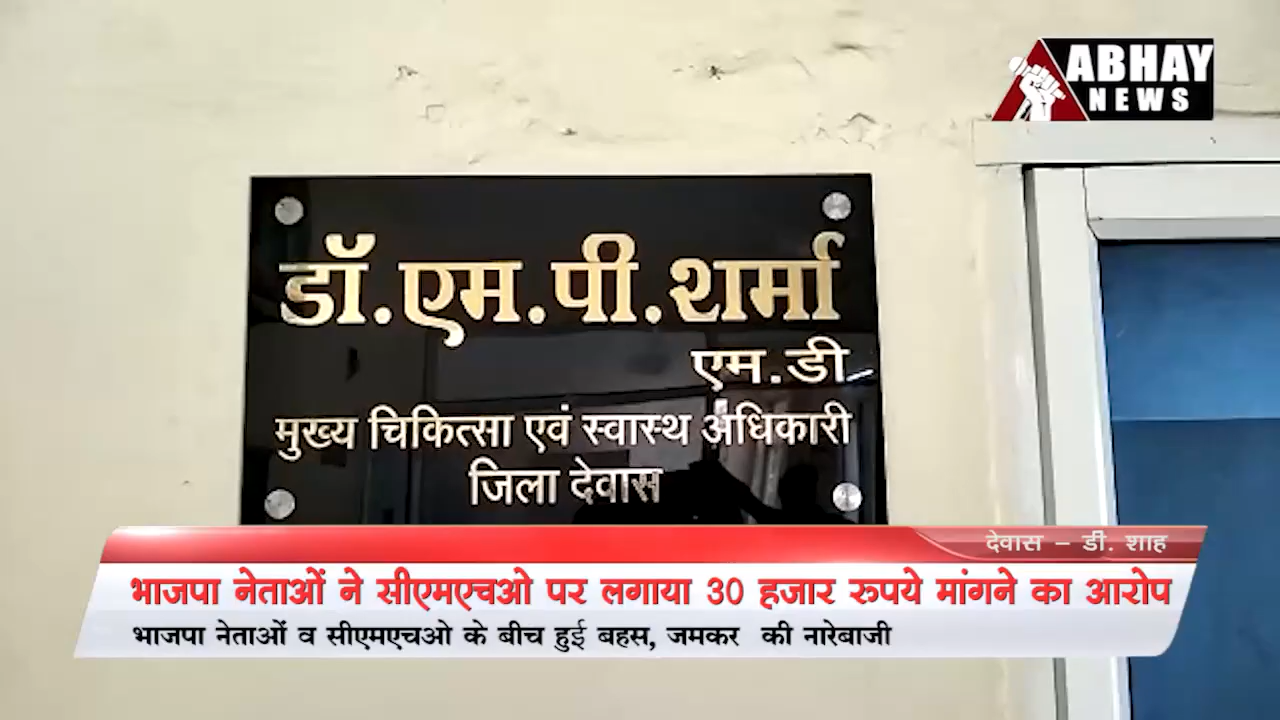 ABHAY
NEWS
डॉ.एम.पी.शर्मा
एम.डी
मुख्य चिकित्सा एवं स्वास्थ अधिकारी
जिला देवास
देवास – डी. शाह
भाजपा नेताओं ने सीएमएचओ पर लगाया 30 हजार रुपये मांगने का आरोप
भाजपा नेताओं व सीएमएचओ के बीच हुई बहस, जमकर की नारेबाजी